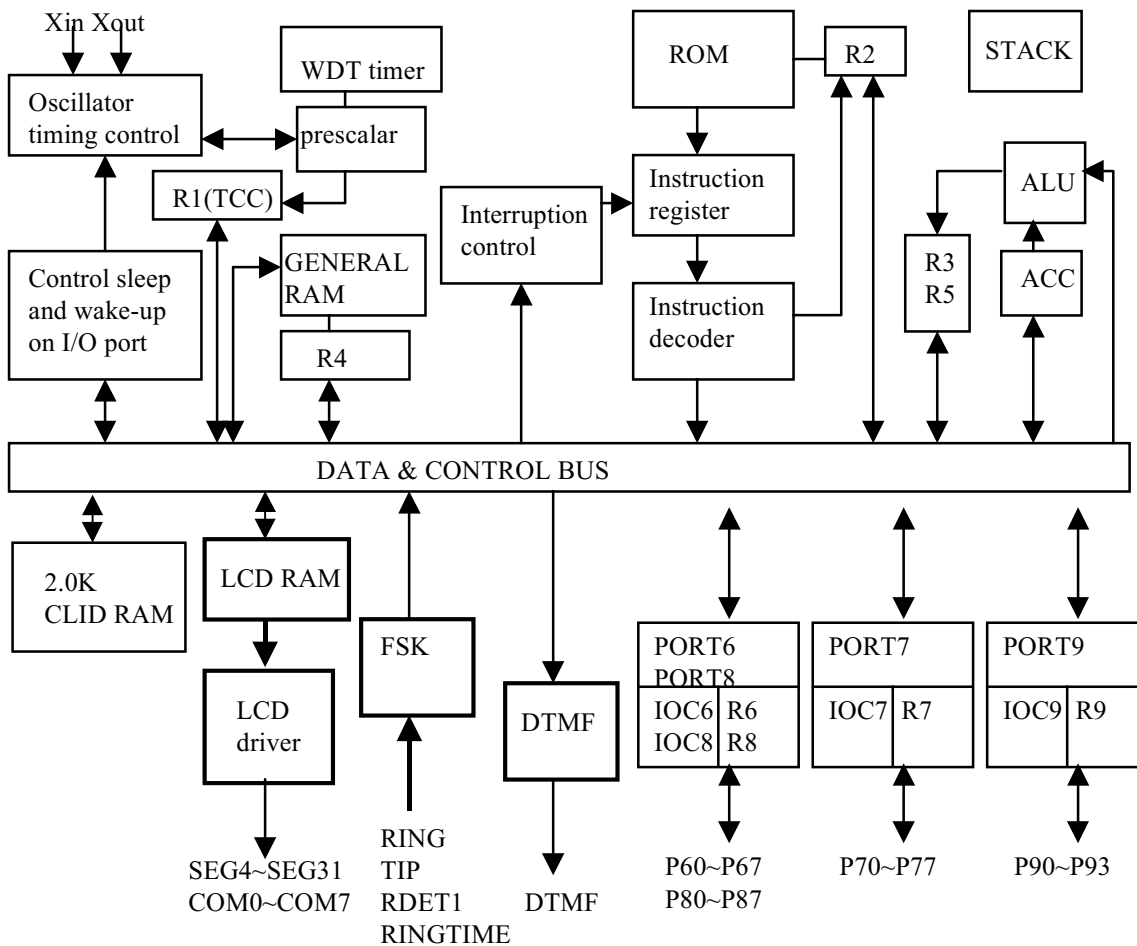 Xin Xout
WDT timer
ROM
R2
STACK
Oscillator
timing control
prescalar
R1(TCC)
Interruption
control
Instruction
register
ALU
Control sleep
and wake-up
on I/O port
GENERAL
RAM
R4
Instruction
decoder
R3
R5
ACC
DATA & CONTROL BUS
2.0K
CLID RAM
LCD RAM
LCD
driver
FSK
DTMF
PORT6
PORT8
IOC6
IOC8
R6
R8
PORT7
IOC7
R7
PORT9
IOC9
R9
SEG4~SEG31
COM0~COM7
RING
TIP
RDET1
RINGTIME
DTMF
P60~P67
P80~P87
P70~P77
P90~P93